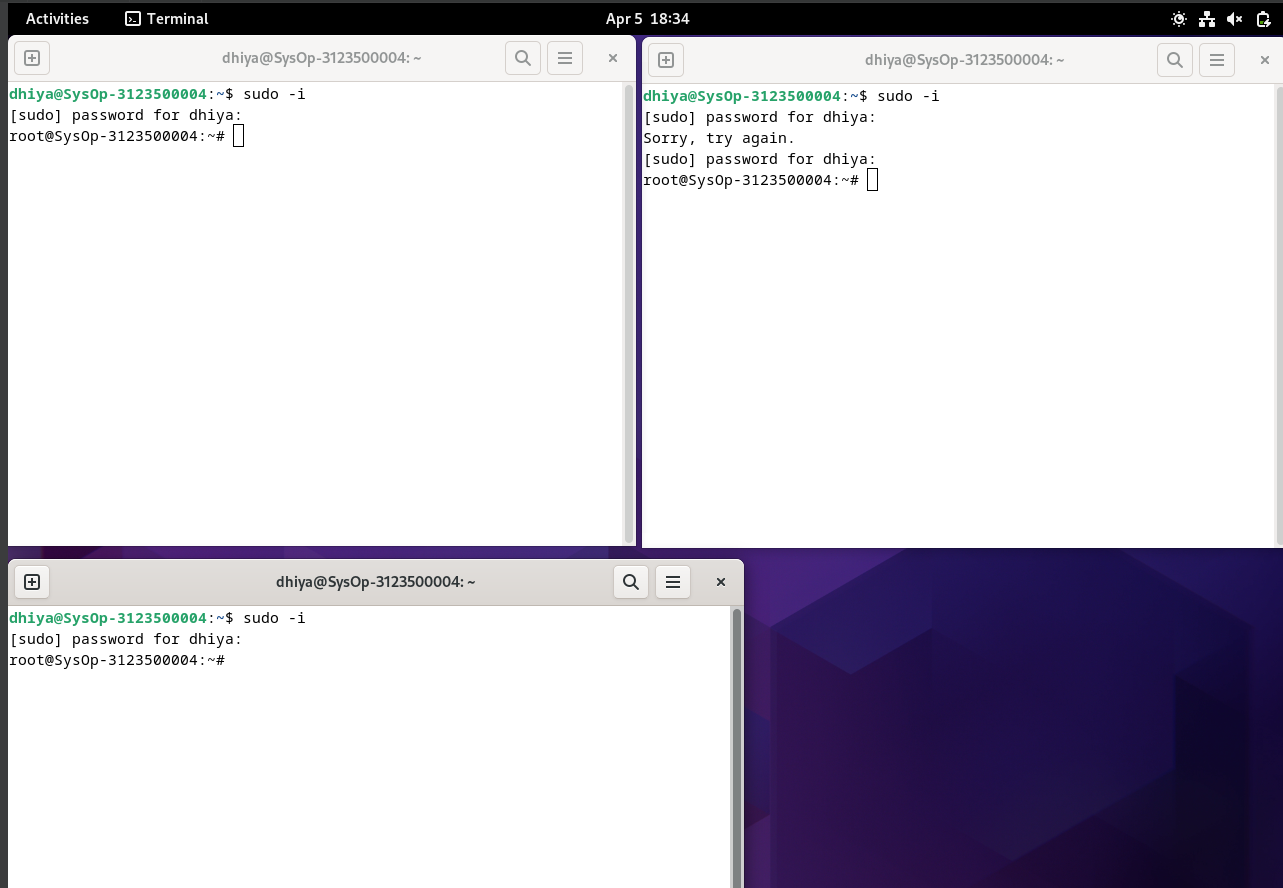 Activities
Terminal
Apr 5 18:34
dhiya@SysOp-3123500004: ~
dhiya@SysOp-3123500004:~$ sudo -i
[sudo] password for dhiya:
root@SysOp-3123500004:~#
dhiya@SysOp-3123500004: ~
dhiya@SysOp-3123500004:~$ sudo -i
[sudo] password for dhiya:
Sorry, try again.
[sudo] password for dhiya:
root@SysOp-3123500004:~#
dhiya@SysOp-3123500004: ~
dhiya@SysOp-3123500004:~$ sudo -i
[sudo] password for dhiya:
root@SysOp-3123500004:~#